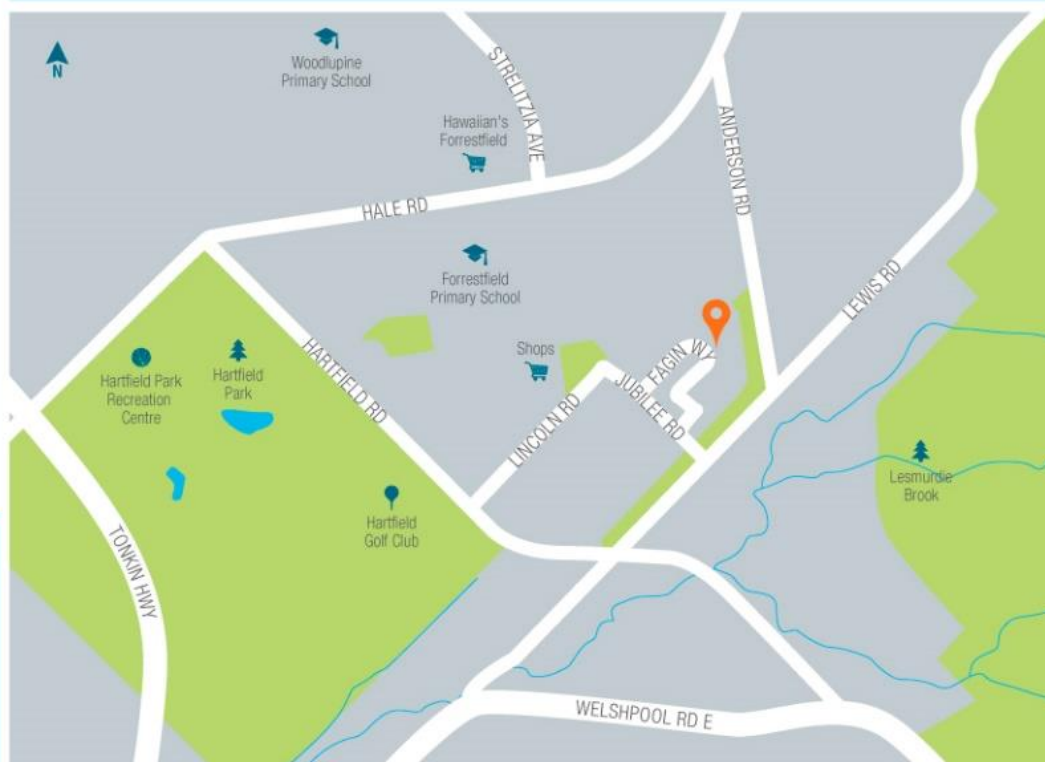 N
Woodlupine
Primary School
STRELITZIA AVE
Hawaiian's
Forrestfield
ANDERSON RD
HALE RD
Forrestfield
Primary School
LEWIS RD
Hartfield Park
Recreation
Centre
Hartfield
Park
HARTFIELD RD
Shops
FAGIN WY
JUBILEE RD
LINCOLN RD
Lesmurdie
Brook
Hartfield
Golf Club
TONKIN HWY
WELSHPOOL RD E